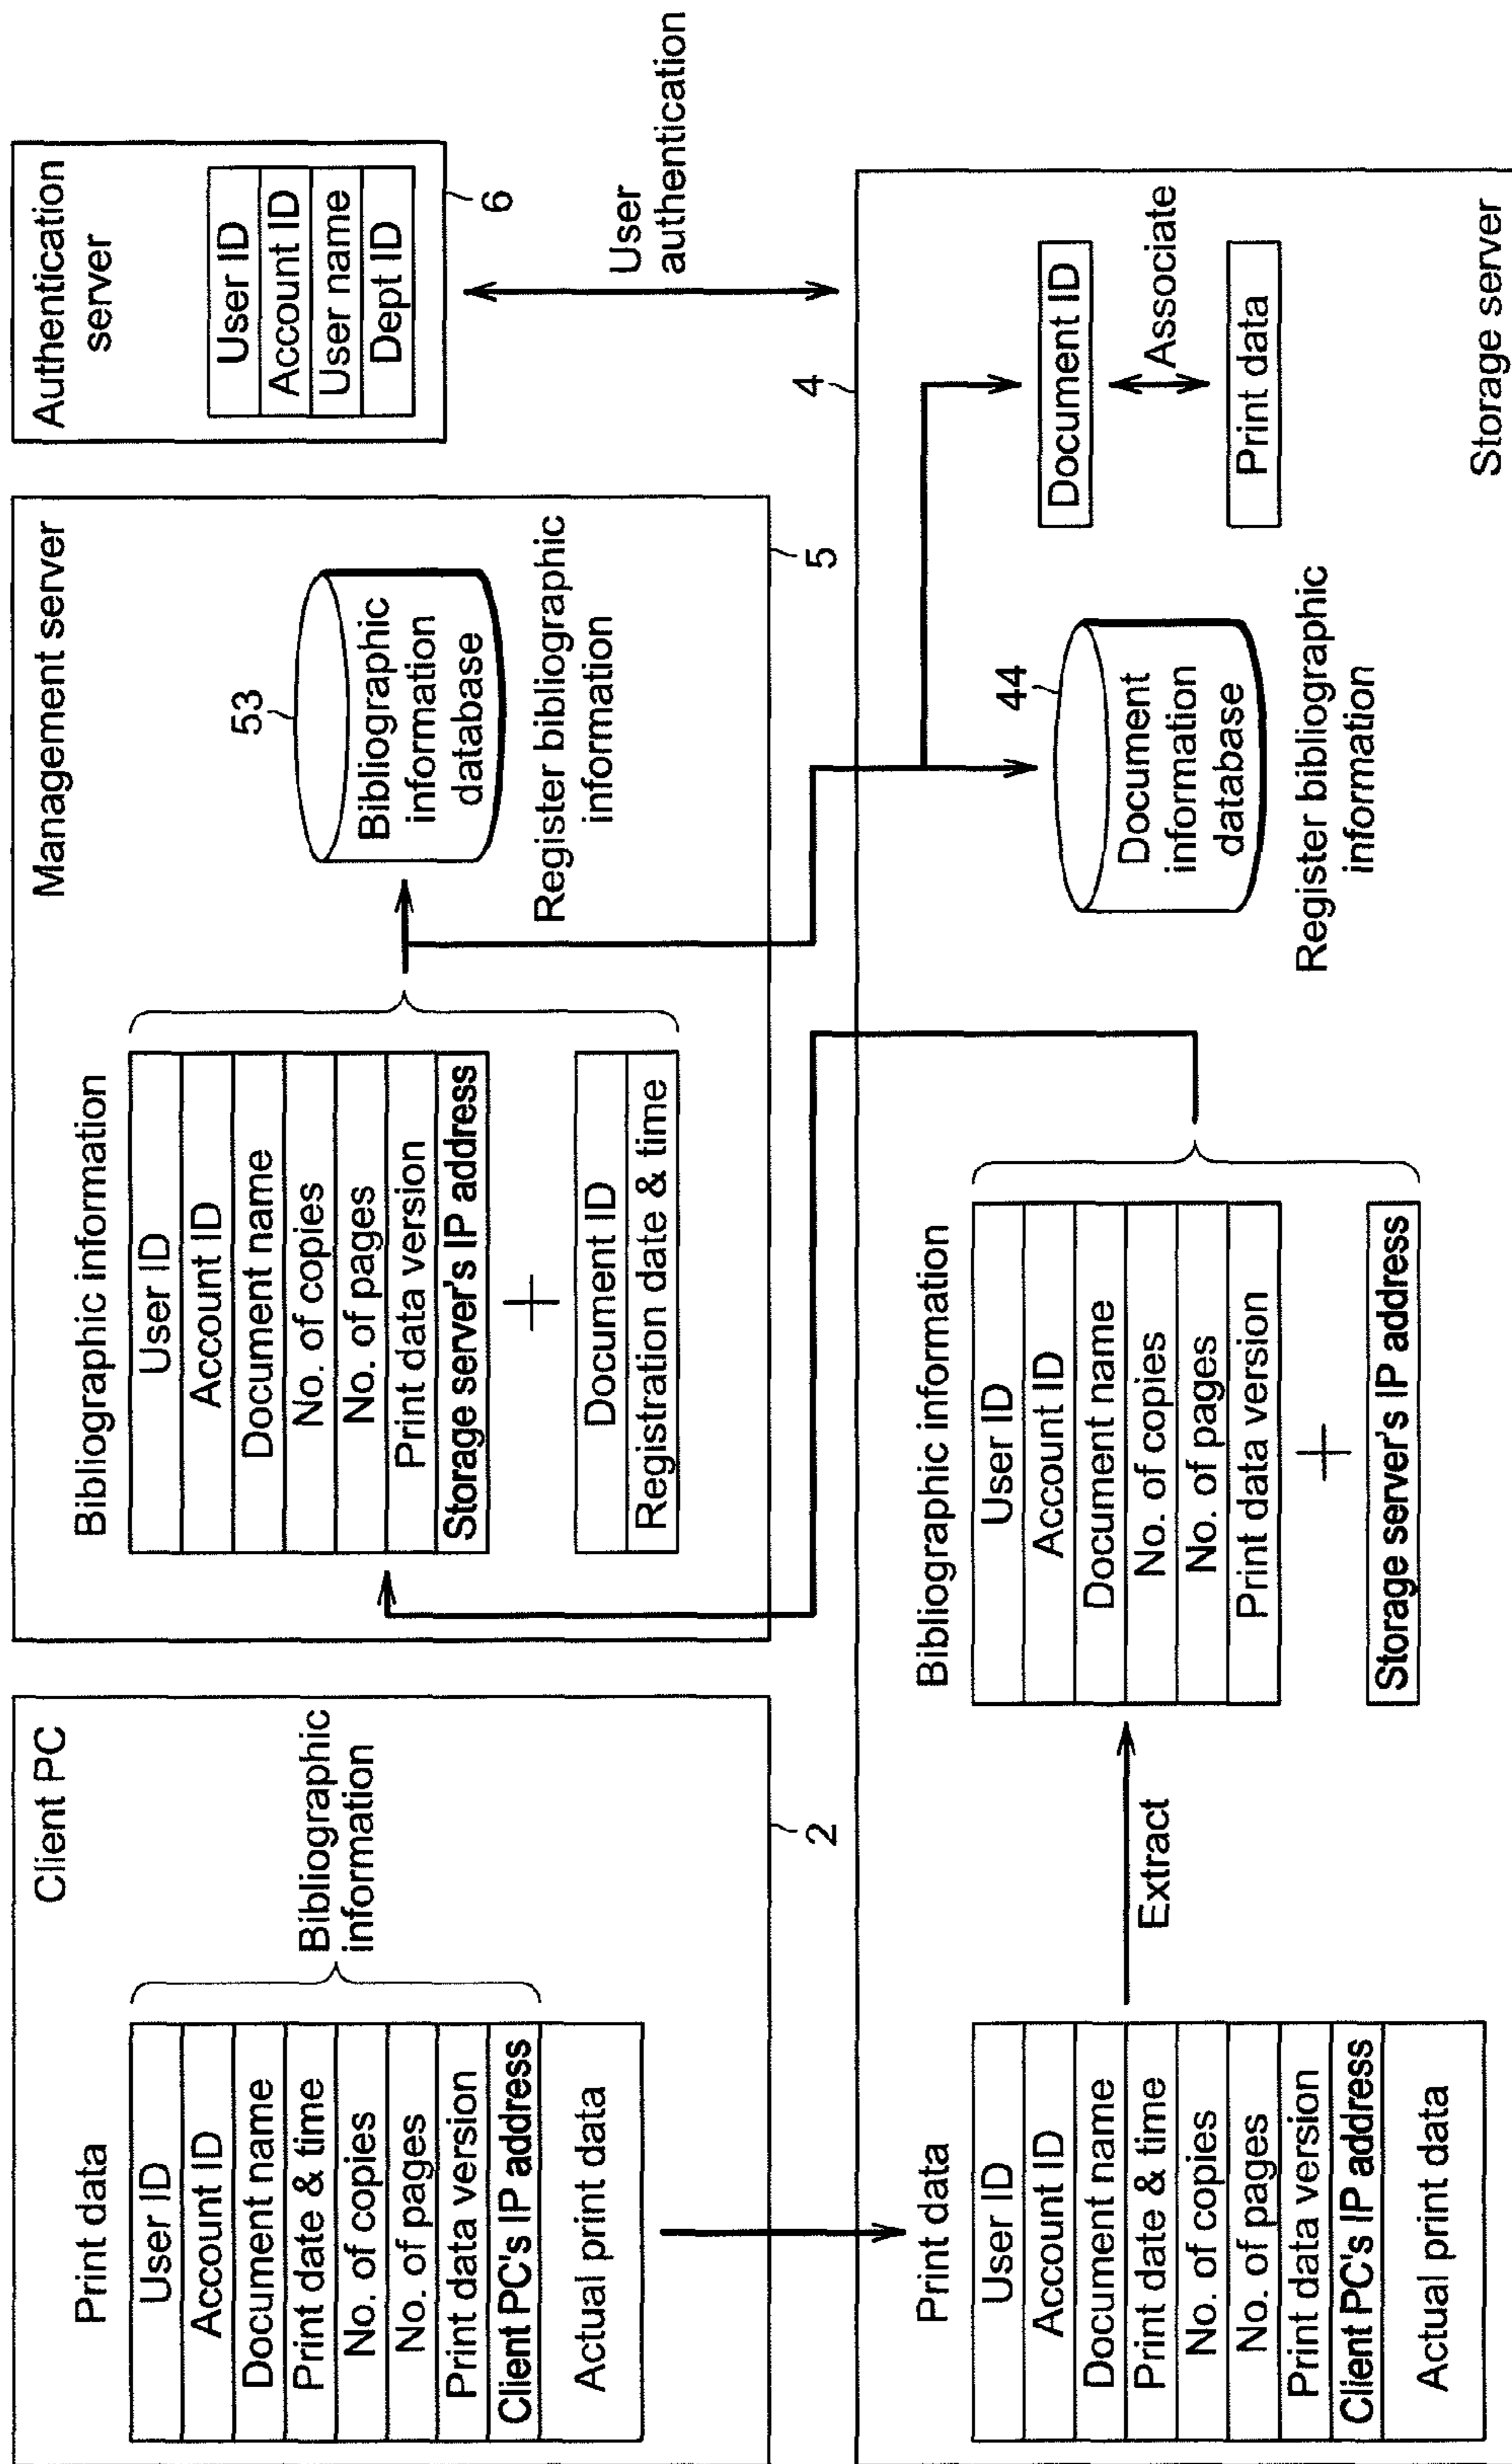 Client PC
Print data
User ID
Account ID
Document name
Print date & time
No. of copies
No. of pages
Print data version
Client PC's IP address
Actual print data
Bibliographic
information
2
Management server
Bibliographic information
User ID
Account ID
Document name
No. of copies
No. of pages
Print data version
Storage server's IP address
+
Document ID
Registration date & time
53
Bibliographic
information
database
Register bibliographic
information
5
Authentication
server
User ID
Account ID
User name
Dept ID
6
User
authentication
4
Print data
User ID
Account ID
Document name
Print date & time
No. of copies
No. of pages
Print data version
Client PC's IP address
Actual print data
Extract
Bibliographic information
User ID
Account ID
Document name
No. of copies
No. of pages
Print data version
+
Storage server's IP address
44
Document
information
database
Register bibliographic
information
Document ID
Associate
Print data
Storage server